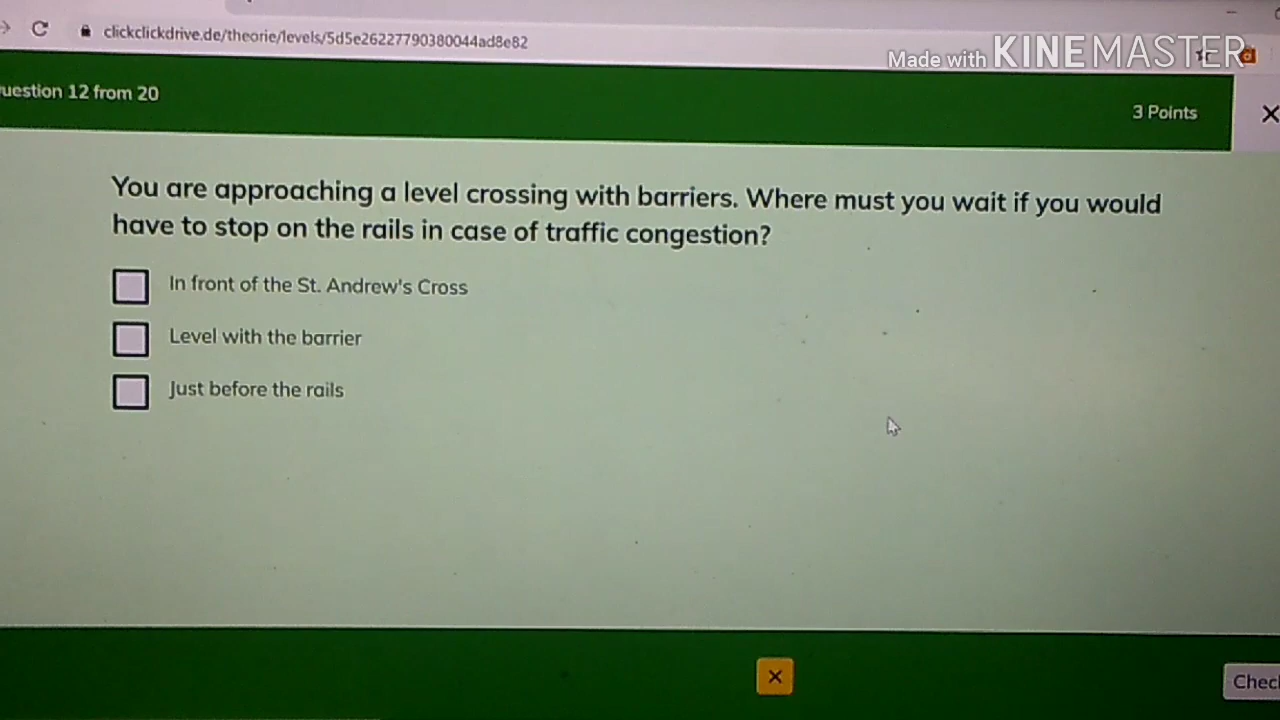 clickclickdrive.de/theorie/levels/5d5e26227790380044ad8e82
Made with KINEMASTER
uestion 12 from 20
3 Points
You are approaching a level crossing with barriers. Where must you wait if you would
have to stop on the rails in case of traffic congestion?
In front of the St. Andrew's Cross
Level with the barrier
Just before the rails
Chec